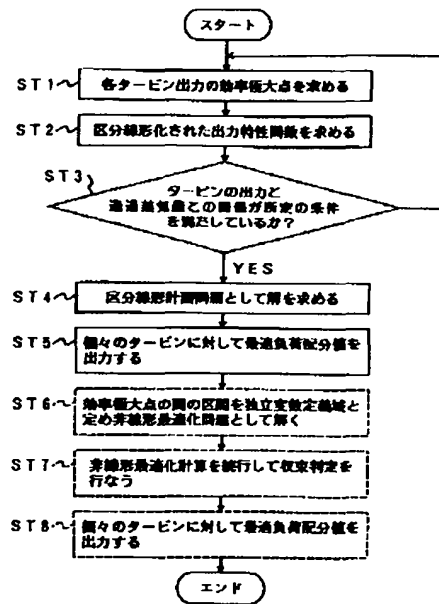 スタート
ST1
各タービン出力の効率極大点を求める
ST2
区分線形化された出力特性関数を求める
ST3
タービンの出力と
通過蒸気量との関係が所定の条件
を満たしているか?
YES
ST4
区分線形計画問題として解を求める
ST5
個々のタービンに対して最適負荷配分値を
出力する
ST6
効率極大点の間の区間を独立変数定義域と
定め非線形最適化問題として解く
ST7
非線形最適化計算を続行して収束判定を
行なう
ST8
個々のタービンに対して最適負荷配分値を
出力する
エンド